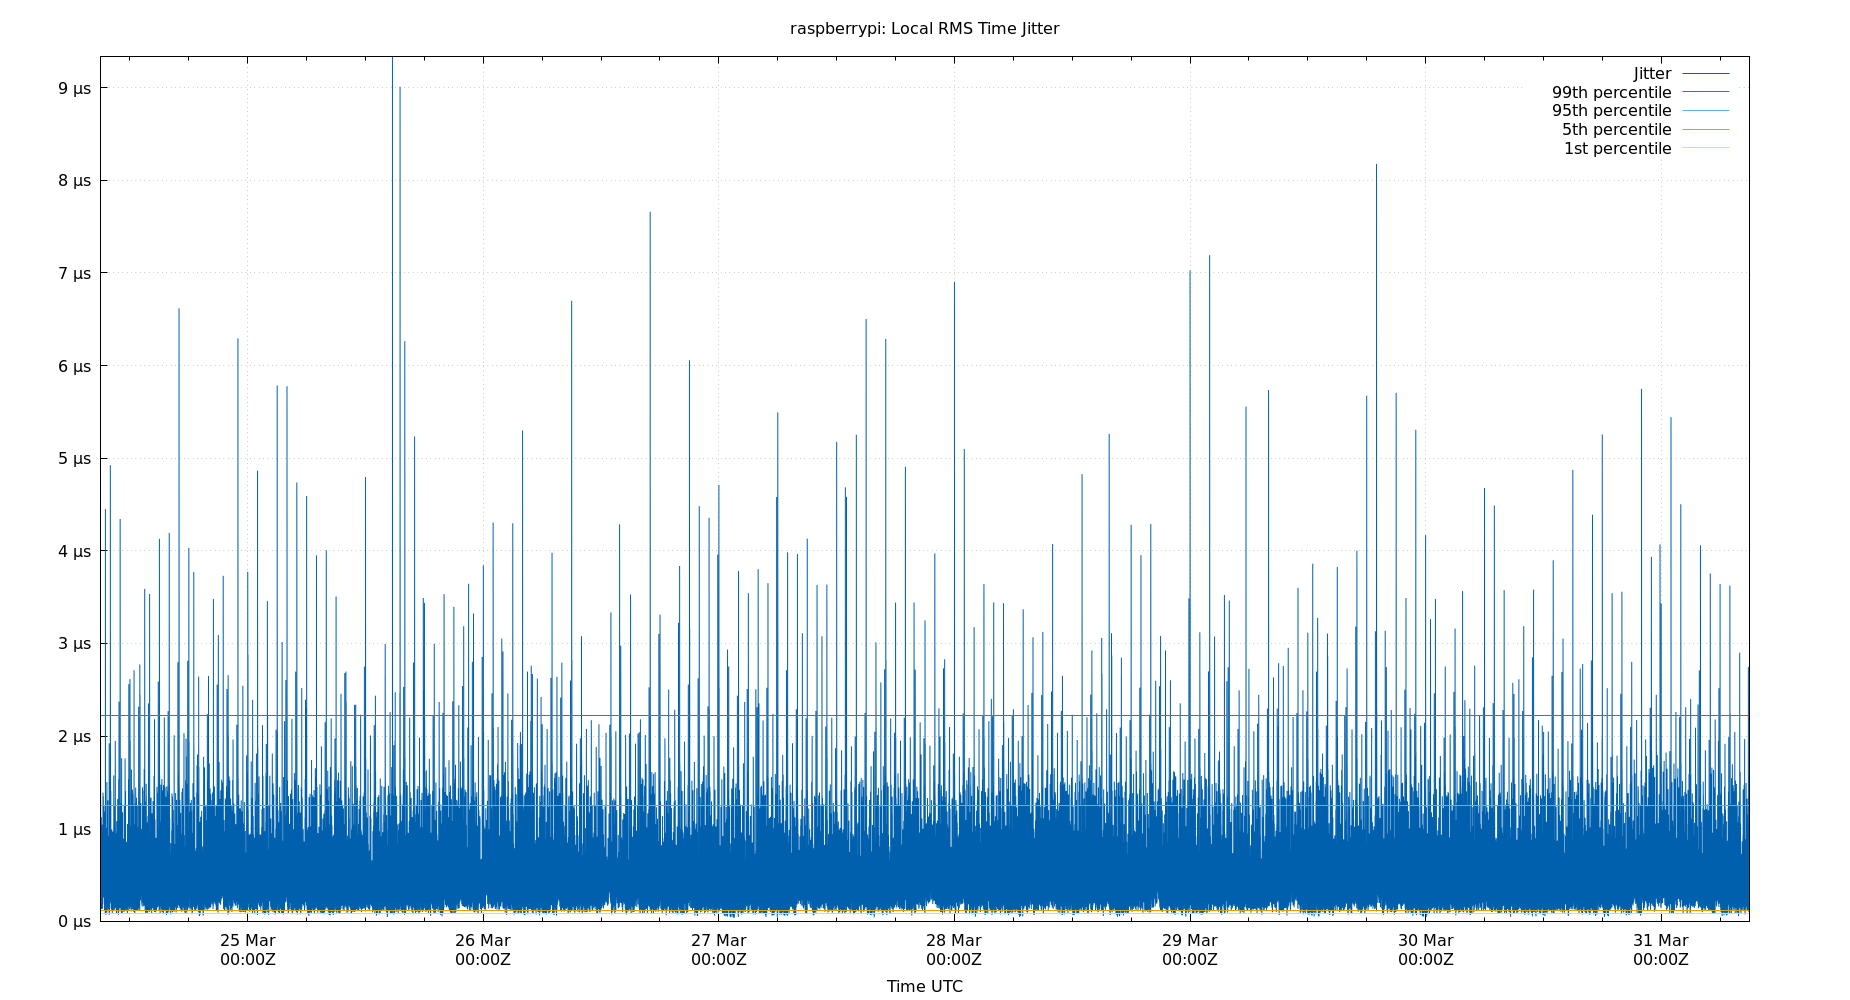 raspberrypi: Local RMS Time Jitter
Jitter
99th percentile
95th percentile
5th percentile
1st percentile
9 µs
8 µs
7 µs
6 µs
5 µs
4 µs
3 µs
2 µs
1 µs
0 µs
25 Mar 26 Mar 27 Mar 28 Mar 29 Mar 30 Mar 31 Mar
00:00Z 00:00Z 00:00Z 00:00Z 00:00Z 00:00Z 00:00Z
Time UTC